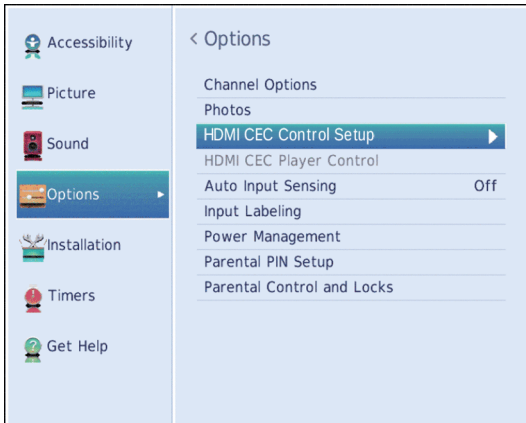 Accessibility
Picture
Sound
Options
Installation
Timers
Get Help
< Options
Channel Options
Photos
HDMI CEC Control Setup
HDMI CEC Player Control
Auto Input Sensing Off
Input Labeling
Power Management
Parental PIN Setup
Parental Control and Locks